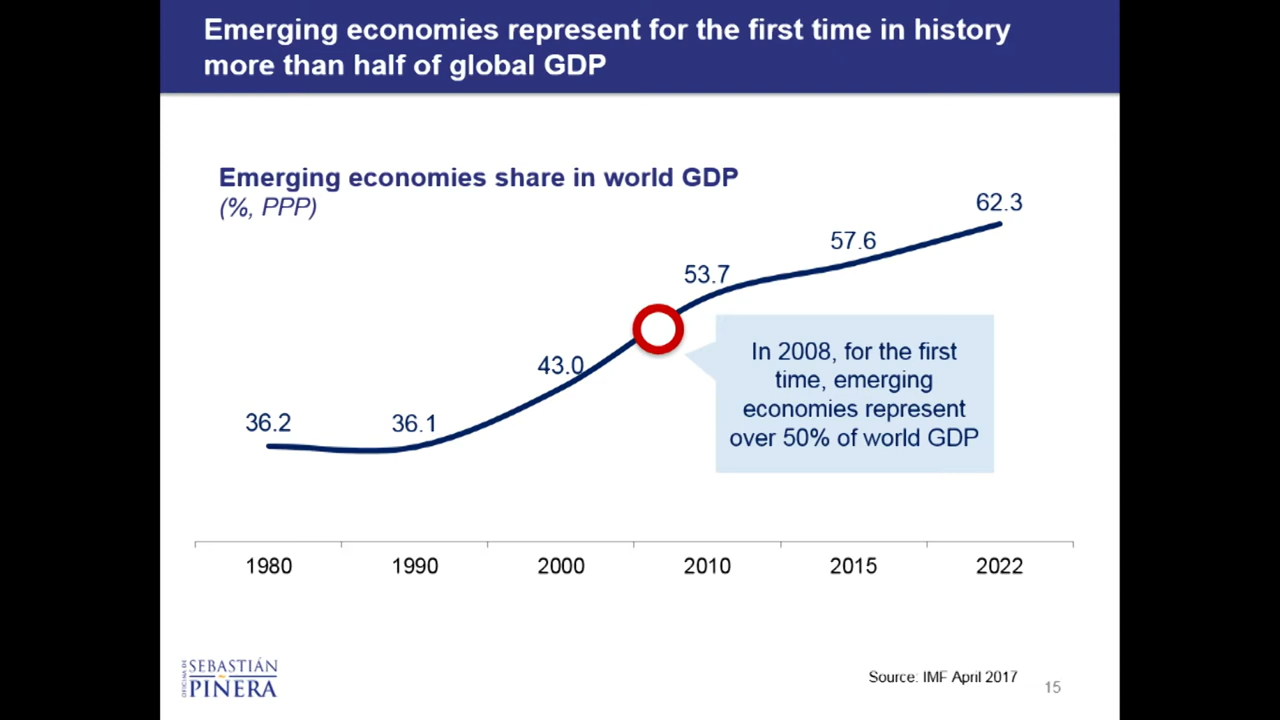 Emerging economies represent for the first time in history
more than half of global GDP
Emerging economies share in world GDP
(%, PPP)
62.3
57.6
53.7
43.0
36.2
36.1
In 2008, for the first
time, emerging
economies represent
over 50% of world GDP
1980 1990 2000 2010 2015 2022
OFICINA DE
SEBASTIÁN
PIÑERA
Source: IMF April 2017
15